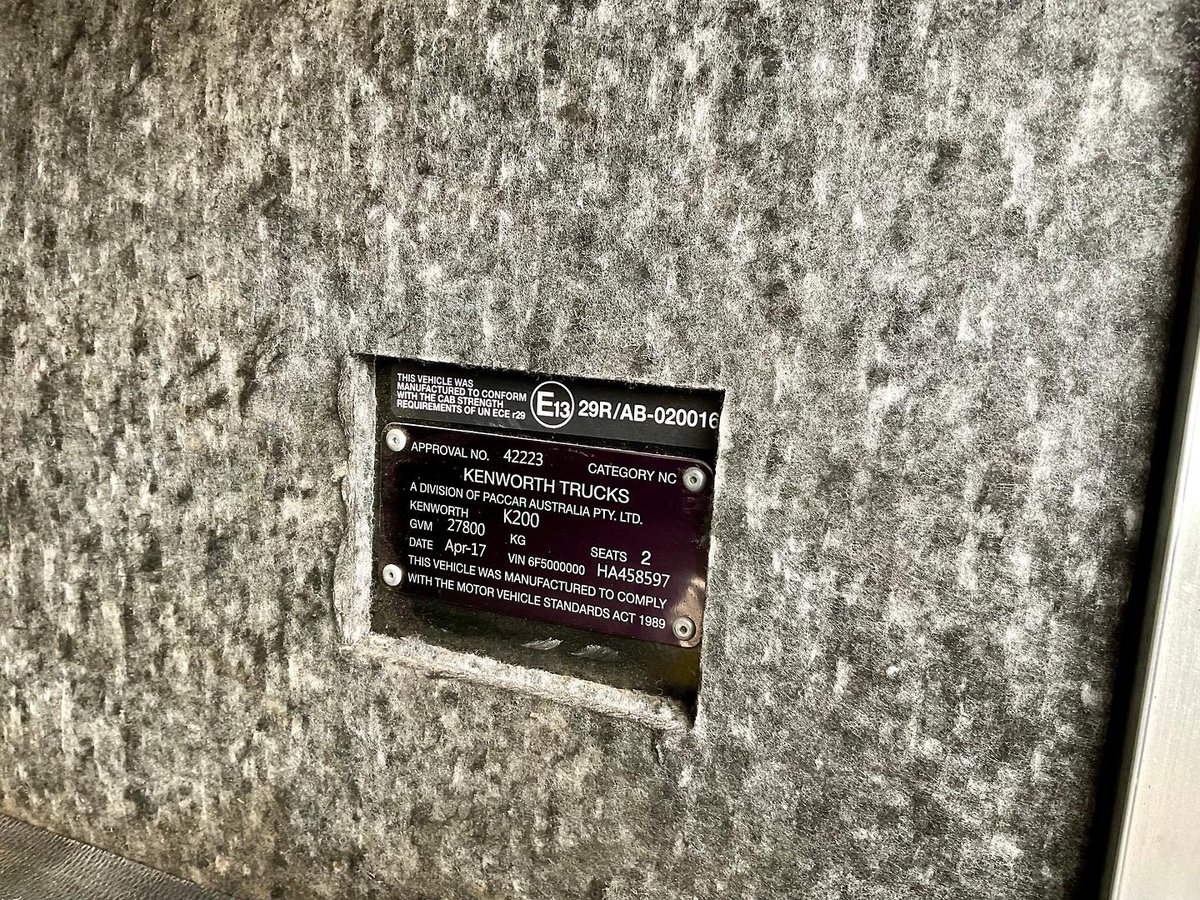 THIS VEHICLE WAS
MANUFACTURED TO CONFORM
WITH THE CAB STRENGTH
REQUIREMENTS OF UN ECE r29
E13 29R/AB-020016
APPROVAL NO. 42223 CATEGORY NC
KENWORTH TRUCKS
A DIVISION OF PACCAR AUSTRALIA PTY. LTD.
KENWORTH K200
GVM 27800 KG SEATS 2
DATE Apr-17 VIN 6F5000000 HA458597
THIS VEHICLE WAS MANUFACTURED TO COMPLY
WITH THE MOTOR VEHICLE STANDARDS ACT 1989